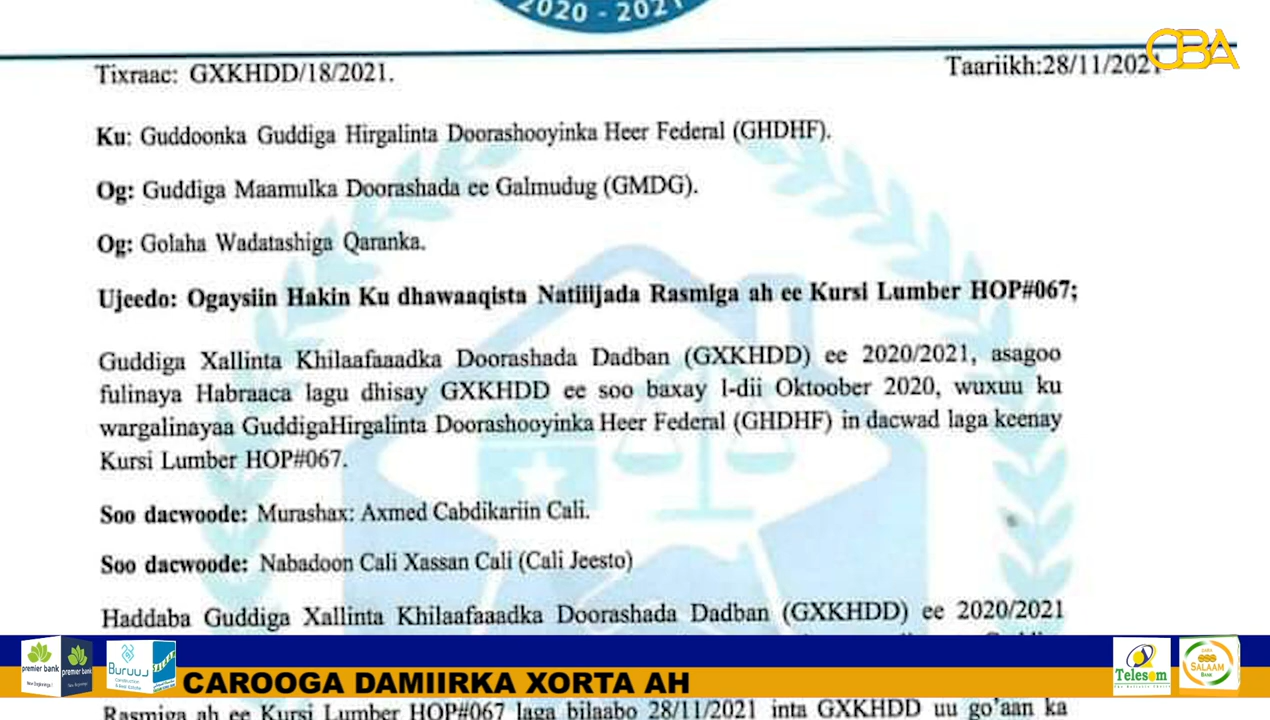 2020 - 2021
CBA
Tixraac: GXKHDD/18/2021. Taariikh:28/11/2021
Ku: Guddoonka Guddiga Hirgalinta Doorashooyinka Heer Federal (GHDHF).
Og: Guddiga Maamulka Doorashada ee Galmudug (GMDG).
Og: Golaha Wadatashiga Qaranka.
Ujeedo: Ogaysiin Hakin Ku dhawaaqista Natiiijada Rasmiga ah ee Kursi Lumber HOP#067;
Guddiga Xallinta Khilaafaaadka Doorashada Dadban (GXKHDD) ee 2020/2021, asagoo
fulinaya Habraaca lagu dhisay GXKHDD ee soo baxay 1-dii Oktoober 2020, wuxuu ku
wargalinayaa GuddigaHirgalinta Doorashooyinka Heer Federal (GHDHF) in dacwad laga keenay
Kursi Lumber HOP#067.
Soo dacwoode: Murashax: Axmed Cabdikariin Cali.
Soo dacwoode: Nabadoon Cali Xassan Cali (Cali Jeesto)
Haddaba Guddiga Xallinta Khilaafaaadka Doorashada Dadban (GXKHDD) ee 2020/2021
premier bank
premier bank
Buruuj
Telesom
SALAAM
BANK
CAROOGA DAMIIRKA XORTA AH
Rasmiga ah ee Kursi Lumber HOP#067 laga bilaabo 28/11/2021 inta GXKHDD uu go'aan ka